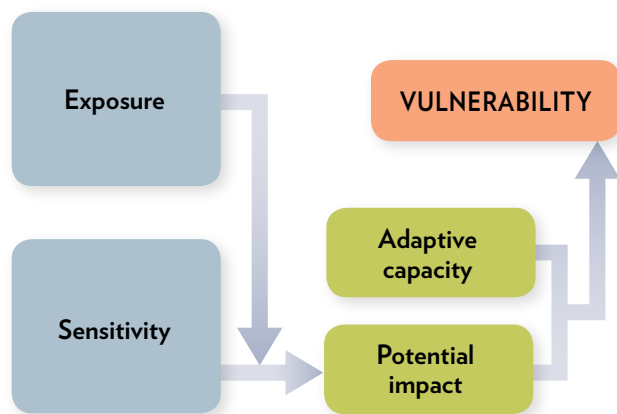 Exposure
VULNERABILITY
Adaptive
capacity
Sensitivity
Potential
impact